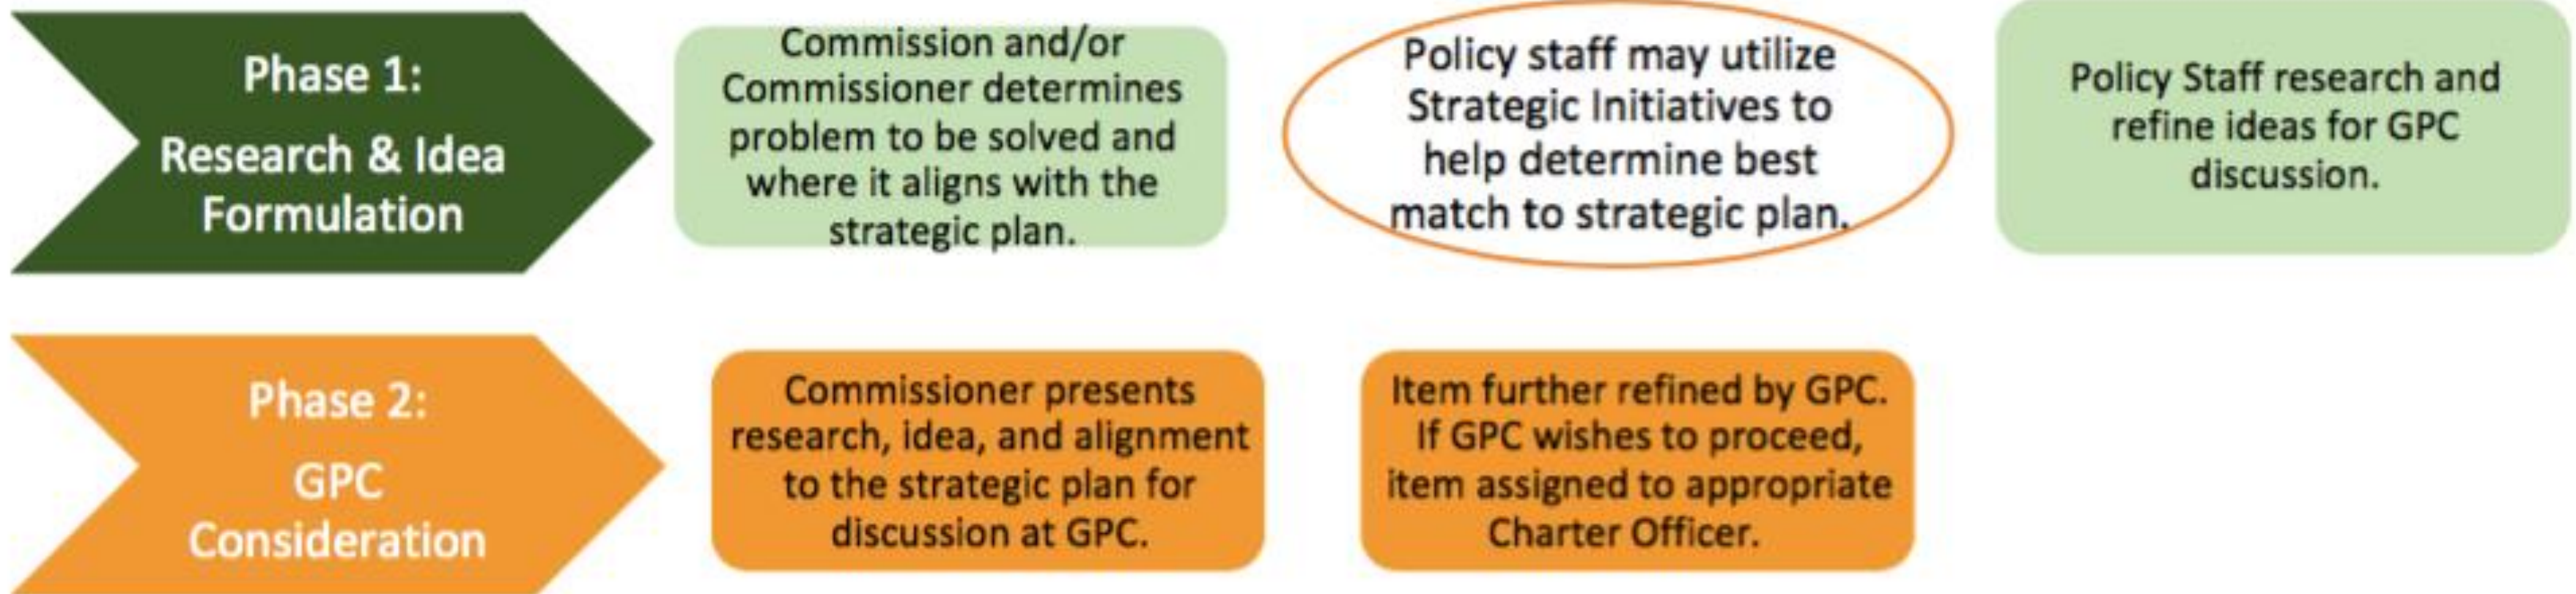 Phase 1:
Research & Idea
Formulation
Commission and/or
Commissioner determines
problem to be solved and
where it aligns with the
strategic plan.
Policy staff may utilize
Strategic Initiatives to
help determine best
match to strategic plan.
Policy Staff research and
refine ideas for GPC
discussion.
Phase 2:
GPC
Consideration
Commissioner presents
research, idea, and alignment
to the strategic plan for
discussion at GPC.
Item further refined by GPC.
If GPC wishes to proceed,
item assigned to appropriate
Charter Officer.